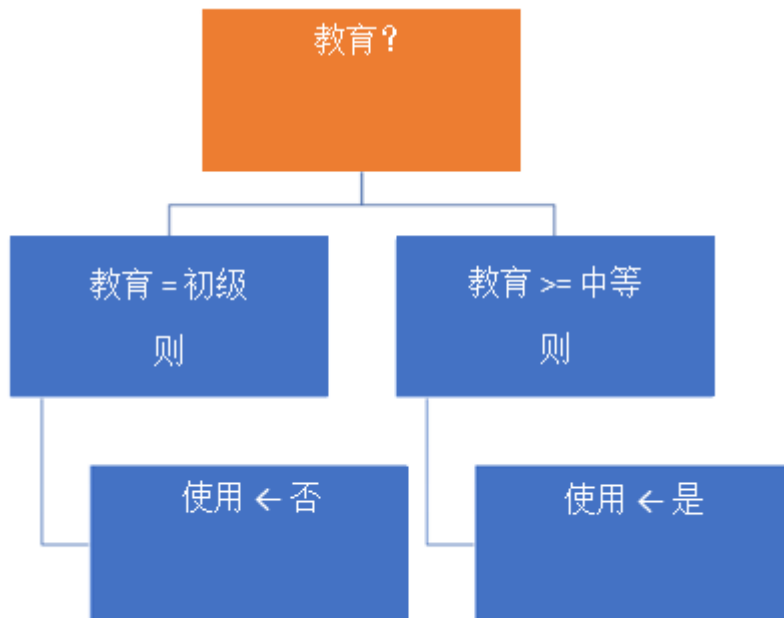 教育？
教育 = 初级
则
教育 >= 中等
则
使用 ← 否
使用 ← 是